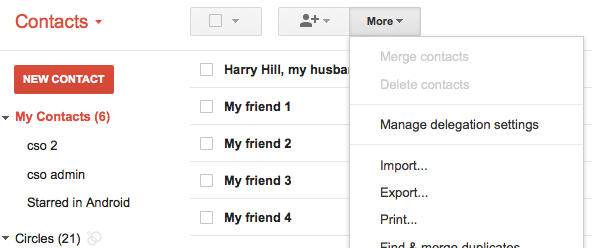 Contacts
More
NEW CONTACT
My Contacts (6)
cso 2
cso admin
Starred in Android
Circles (21)
Harry Hill, my husba
My friend 1
My friend 2
My friend 3
My friend 4
Merge contacts
Delete contacts
Manage delegation settings
Import...
Export...
Print...
Find & merge duplicates